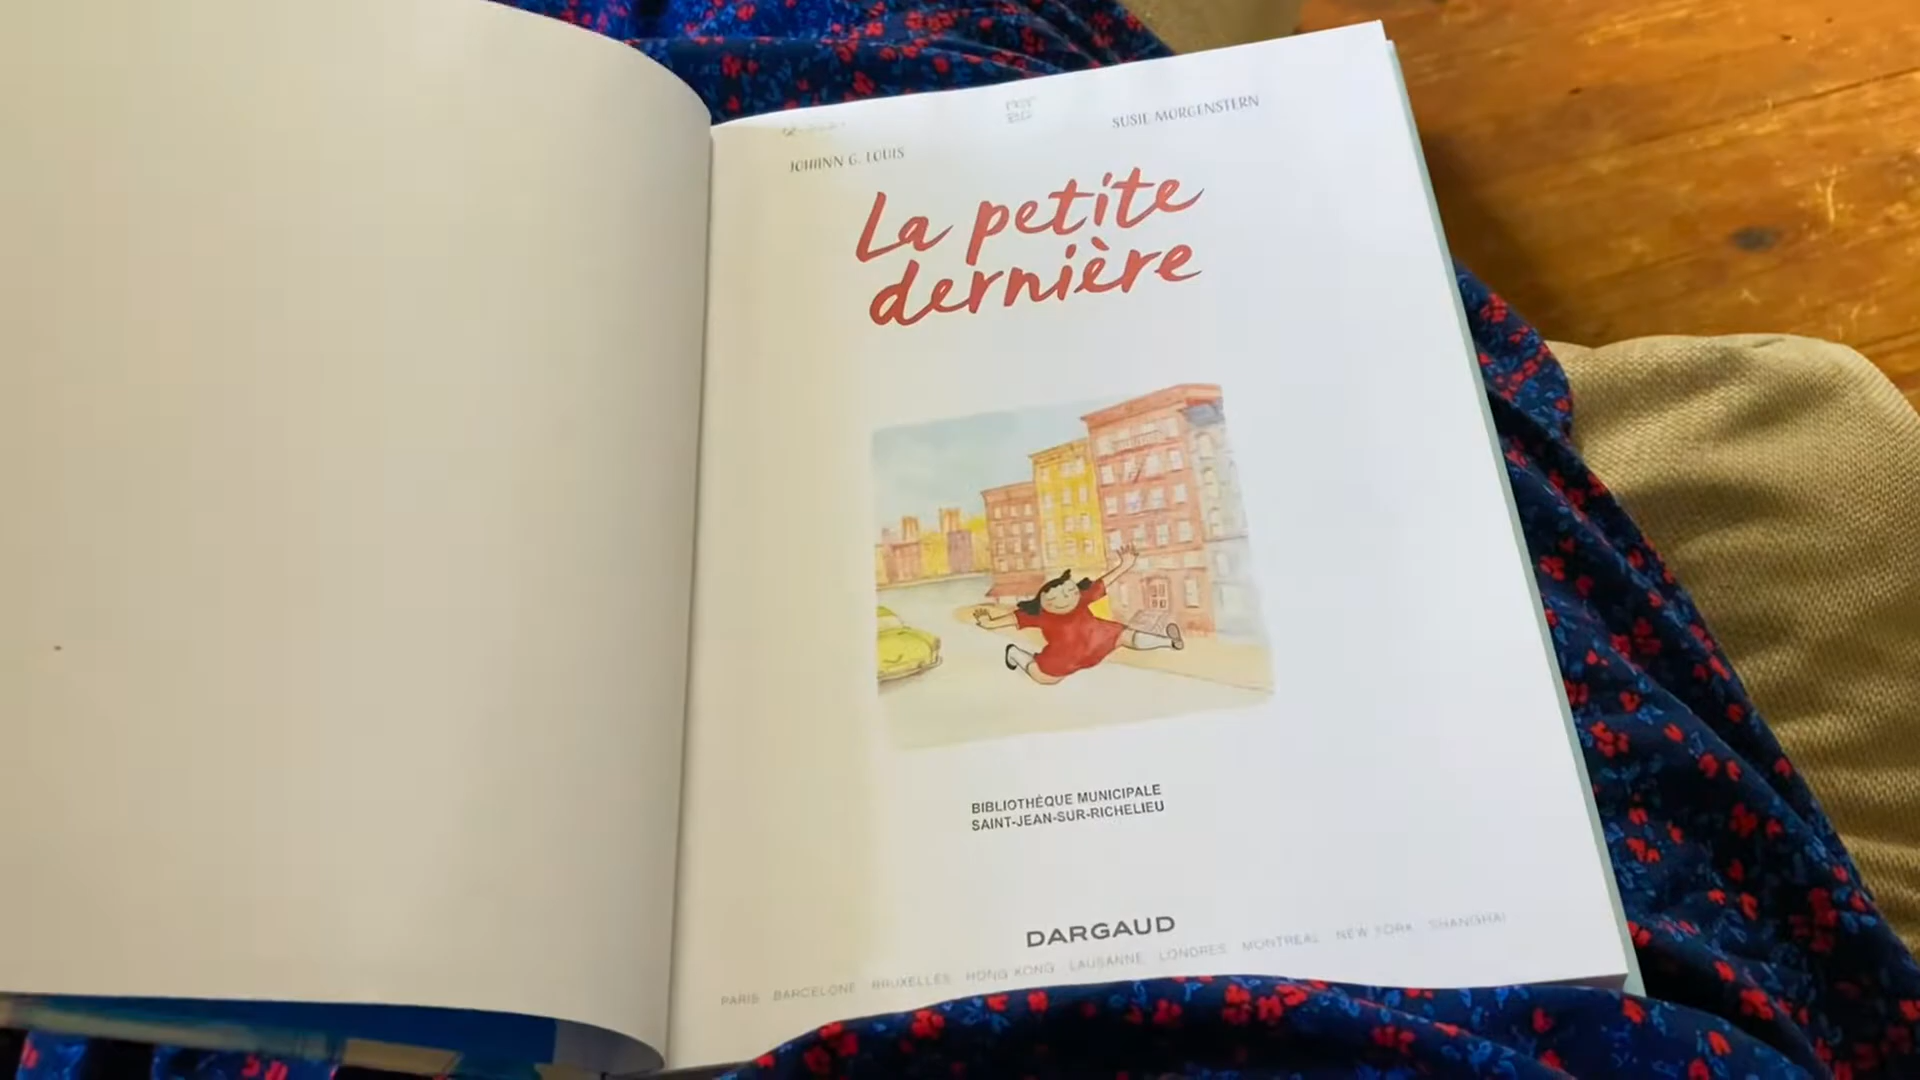 JOHANN G. LOUIS
SUSIE MORGENSTERN
La petite
dernière
BIBLIOTHÈQUE MUNICIPALE
SAINT-JEAN-SUR-RICHELIEU
DARGAUD
PARIS BARCELONE BRUXELLES HONG KONG LAUSANNE LONDRES MONTRÉAL NEW YORK SHANGHAI